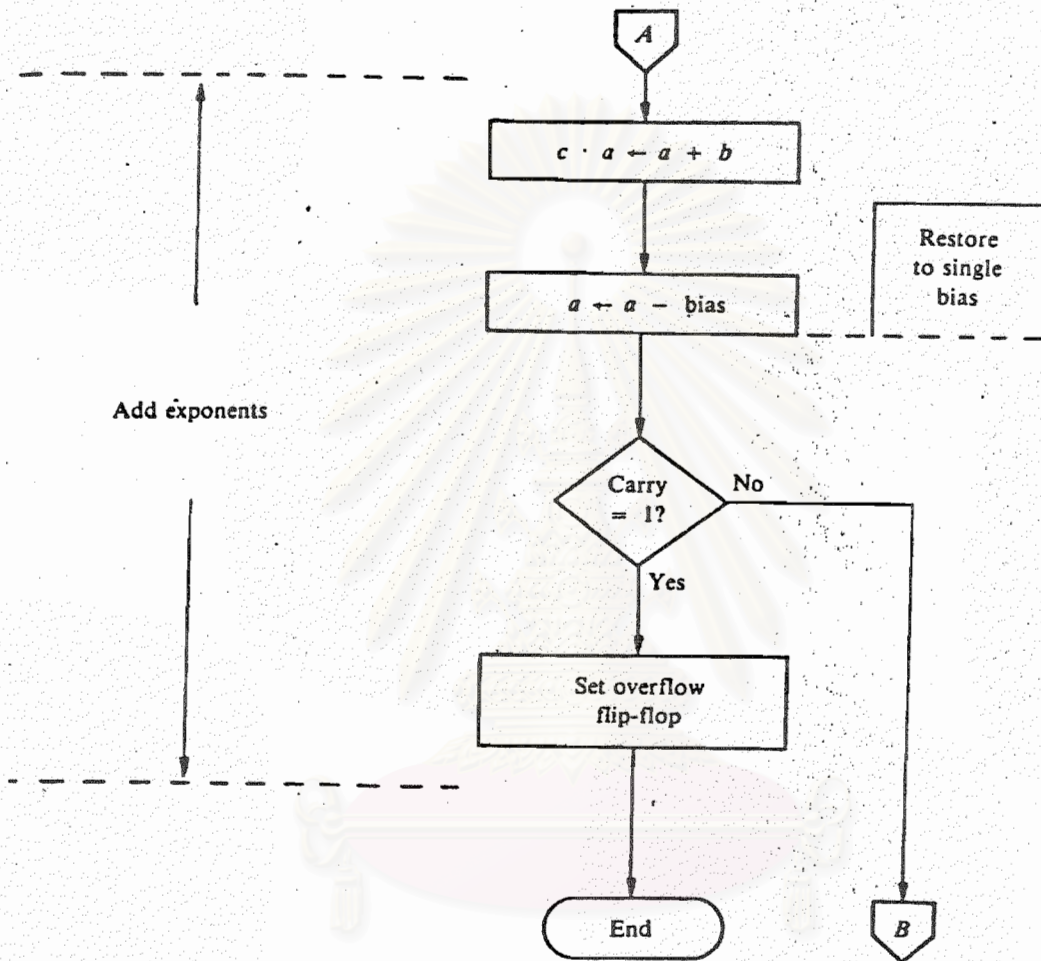 A
c · a ← a + b
Restore
to single
bias
a ← a − bias
Add exponents
Carry
= 1?
No
Yes
Set overflow
flip-flop
End
B